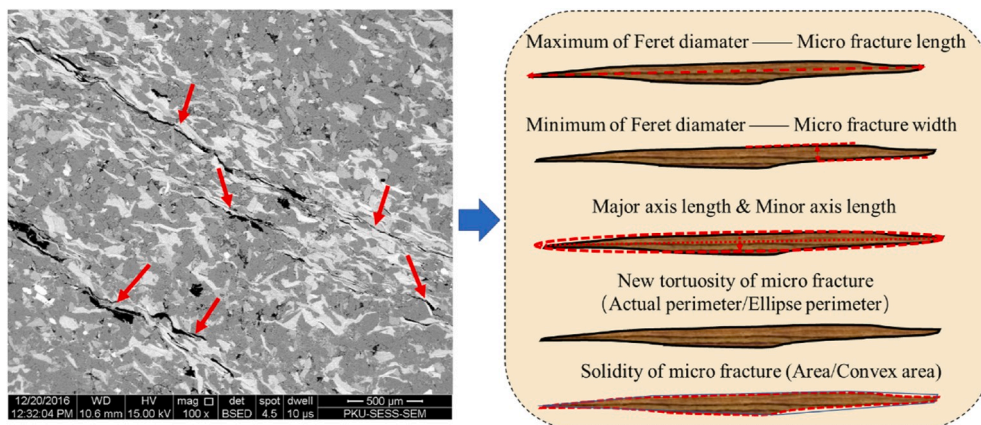 12/20/2016 WD HV mag □ det spot dwell
500 μm
12:32:04 PM 10.6 mm 15.00 kV 100 x BSED 4.5 10 μs PKU-SESS-SEM
Maximum of Feret diamater —— Micro fracture length
Minimum of Feret diamater —— Micro fracture width
Major axis length & Minor axis length
New tortuosity of micro fracture
(Actual perimeter/Ellipse perimeter)
Solidity of micro fracture (Area/Convex area)